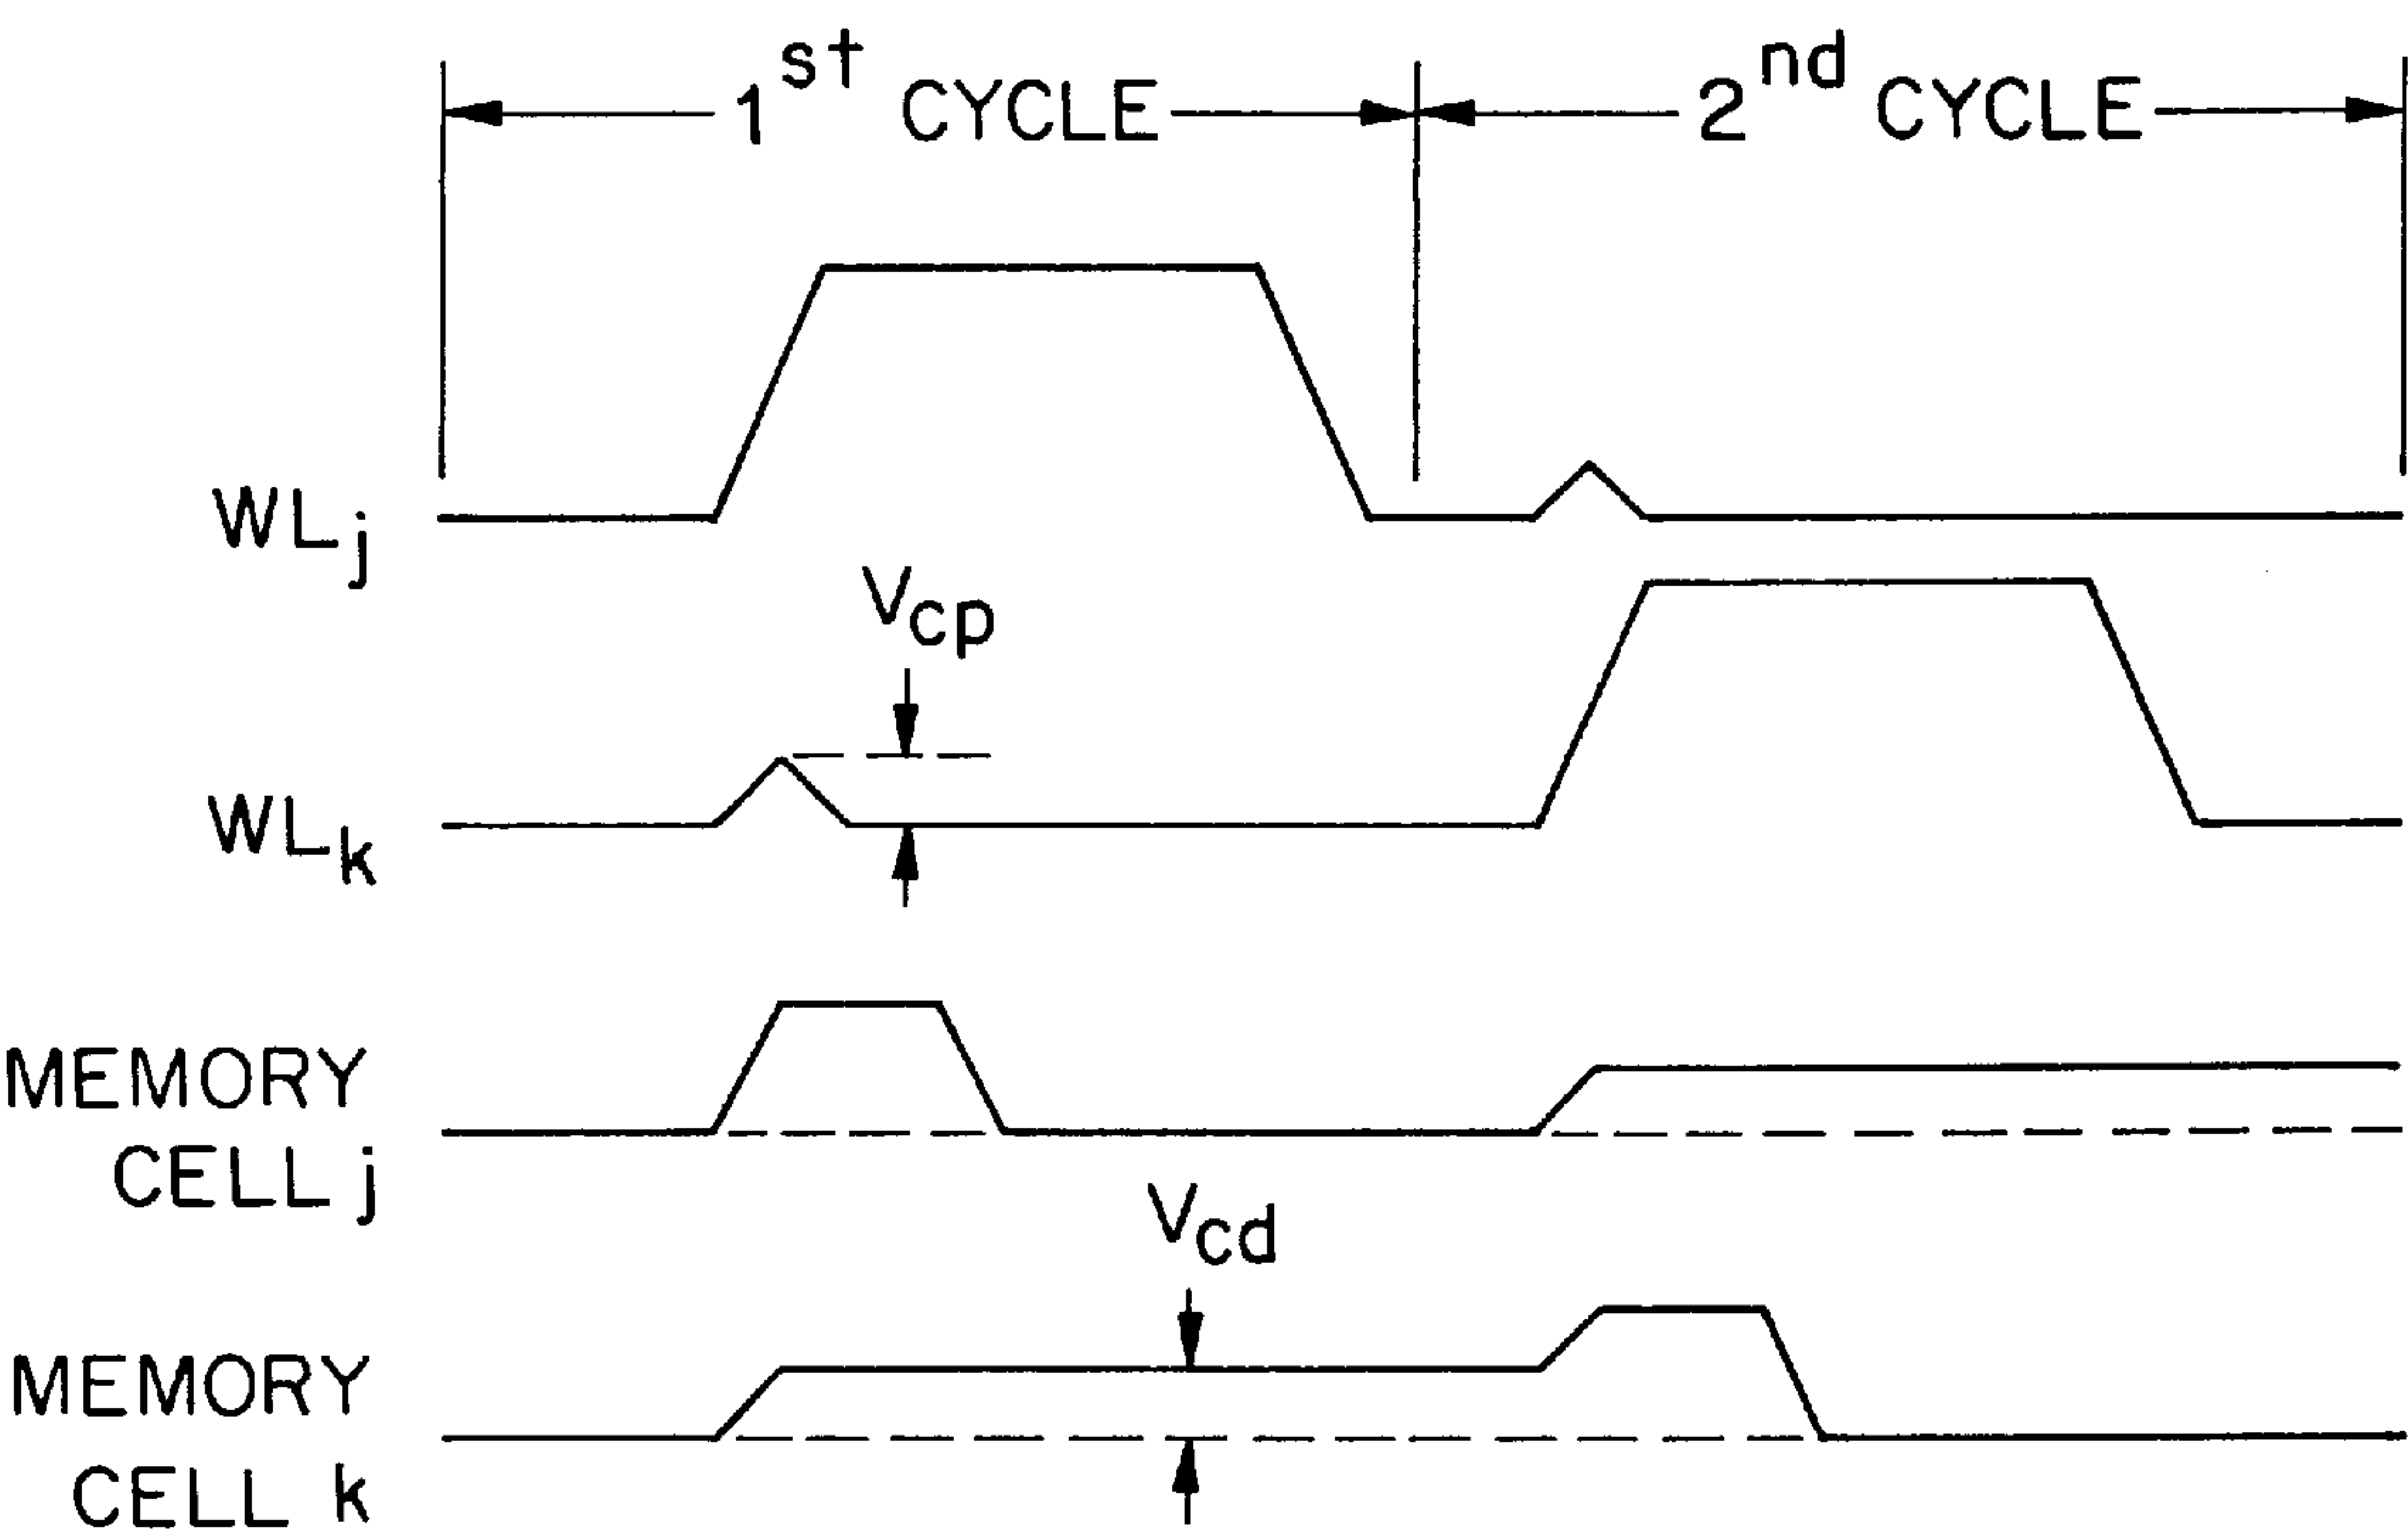 1st CYCLE
2nd CYCLE
WLj
Vcp
WLk
MEMORY
CELL j
Vcd
MEMORY
CELL k